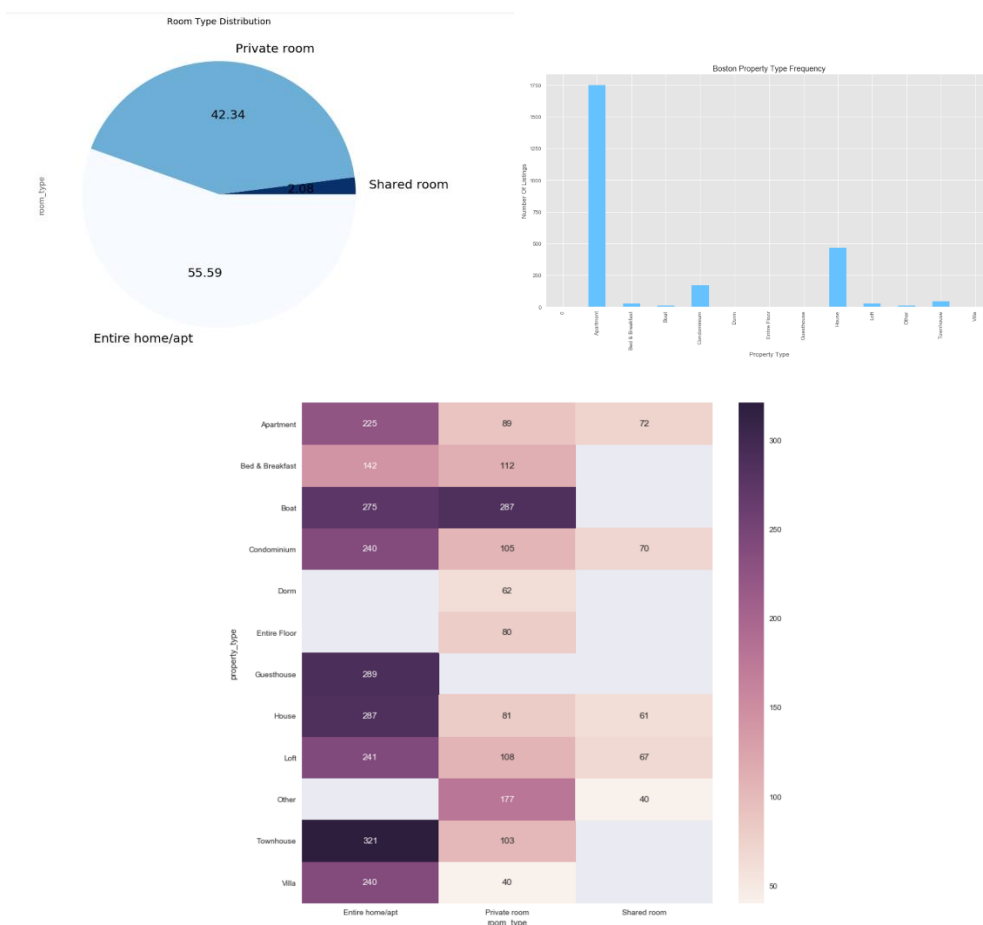 Room Type Distribution
Private room
42.34
Shared room
2.08
room_type
55.59
Entire home/apt
Boston Property Type Frequency
1750
1500
1250
1000
750
500
250
0
Number Of Listings
Apartment
Bed & Breakfast
Boat
Condominium
Dorm
Entire Floor
Guesthouse
House
Loft
Other
Townhouse
Villa
Property Type
Apartment 225 89 72
Bed & Breakfast 142 112
Boat 275 287
Condominium 240 105 70
Dorm 62
Entire Floor 80
Guesthouse 289
House 287 81 61
Loft 241 108 67
Other 177 40
Townhouse 321 103
Villa 240 40
property_type
Entire home/apt Private room Shared room
room_type
300
250
200
150
100
50